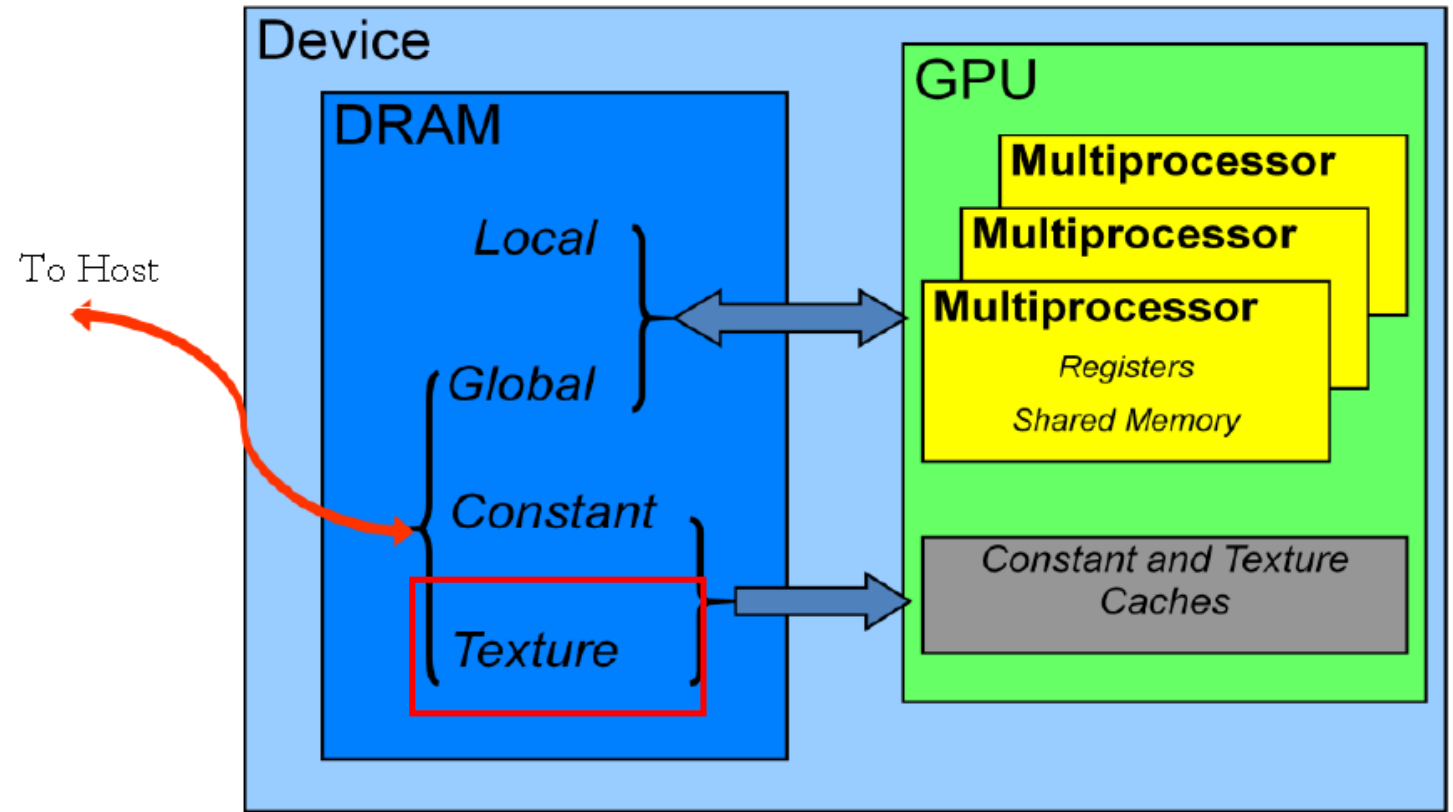 Device
DRAM
Local
Global
Constant
Texture
To Host
GPU
Multiprocessor
Multiprocessor
Multiprocessor
Registers
Shared Memory
Constant and Texture
Caches